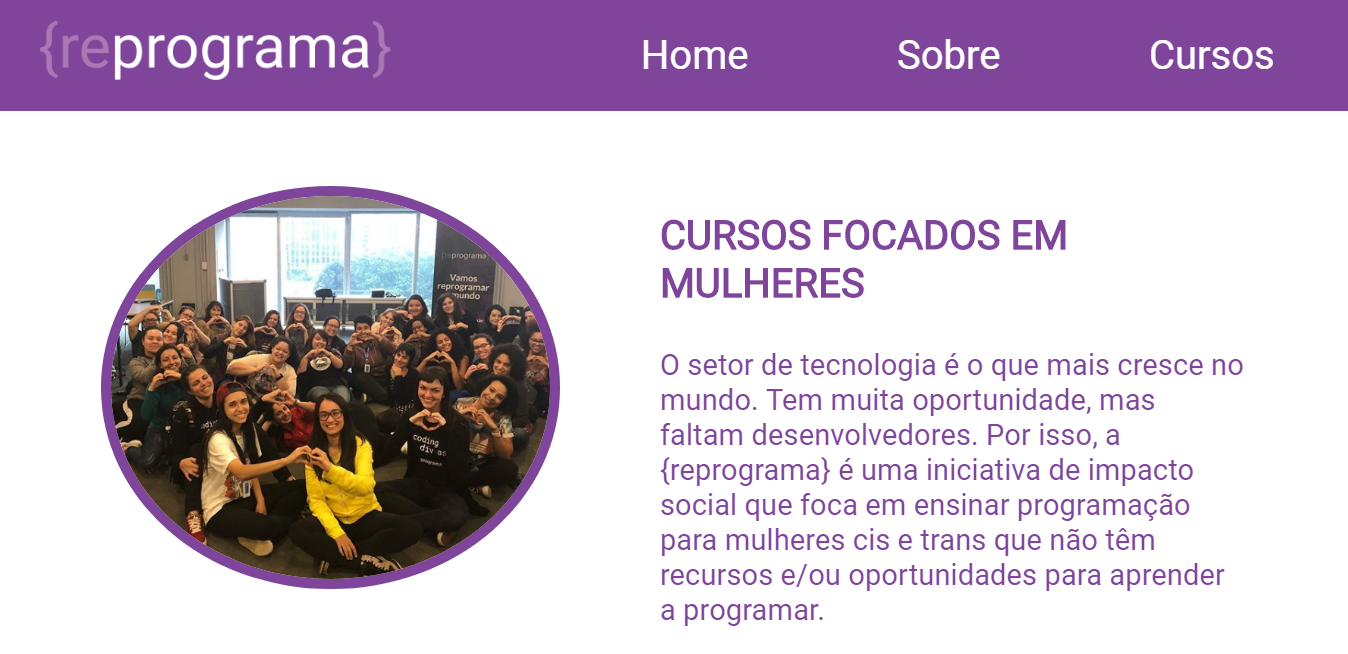 {reprograma}
Home
Sobre
Cursos
{reprograma}
Vamos
reprogramar
mundo
coding
div as
CURSOS FOCADOS EM
MULHERES
O setor de tecnologia é o que mais cresce no
mundo. Tem muita oportunidade, mas
faltam desenvolvedores. Por isso, a
{reprograma} é uma iniciativa de impacto
social que foca em ensinar programação
para mulheres cis e trans que não têm
recursos e/ou oportunidades para aprender
a programar.